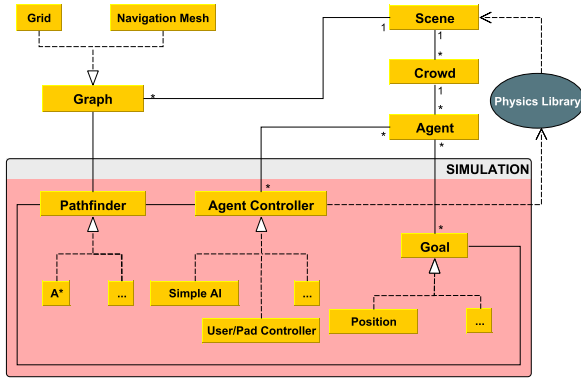 Grid
Navigation Mesh
Scene
1
1
*
Crowd
Graph
*
1
*
Physics Library
Agent
*
*
SIMULATION
*
Pathfinder
Agent Controller
*
Goal
A*
...
Simple AI
...
User/Pad Controller
Position
...